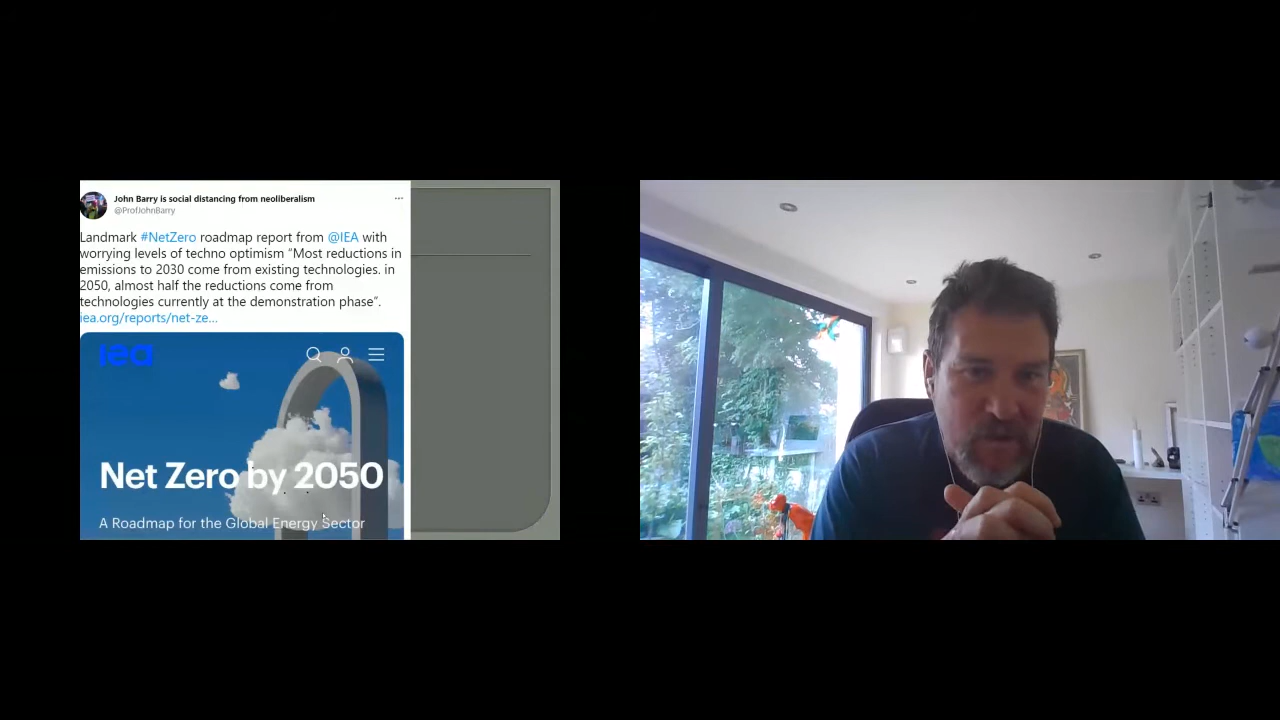 John Barry is social distancing from neoliberalism
@ProfJohnBarry
Landmark #NetZero roadmap report from @IEA with
worrying levels of techno optimism “Most reductions in
emissions to 2030 come from existing technologies. in
2050, almost half the reductions come from
technologies currently at the demonstration phase”.
iea.org/reports/net-ze...
iea
Net Zero by 2050
A Roadmap for the Global Energy Sector